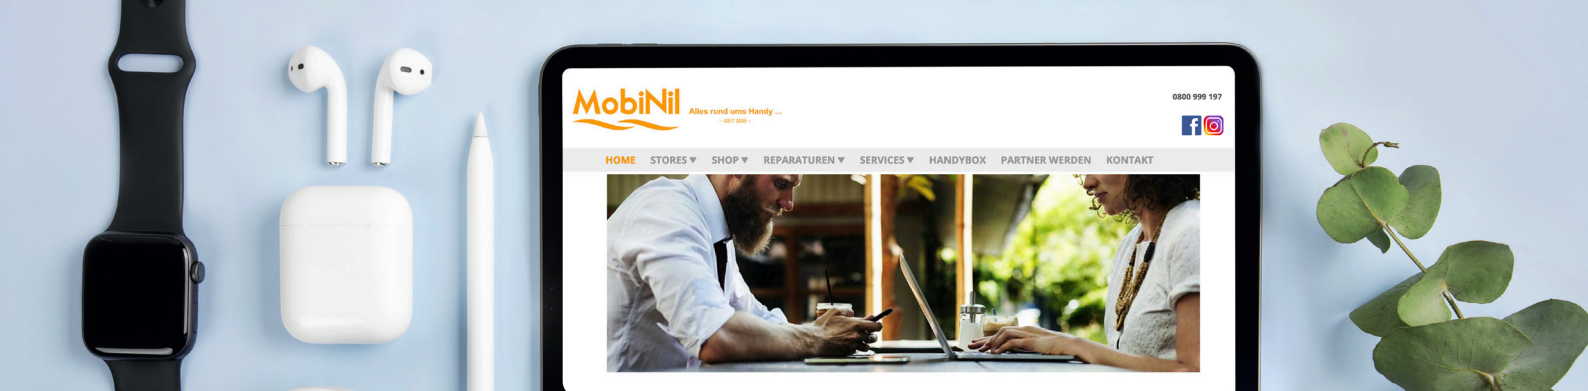 MobiNil
Alles rund ums Handy ...
0800 999 197
HOME STORES SHOP REPARATUREN SERVICES HANDYBOX PARTNER WERDEN KONTAKT